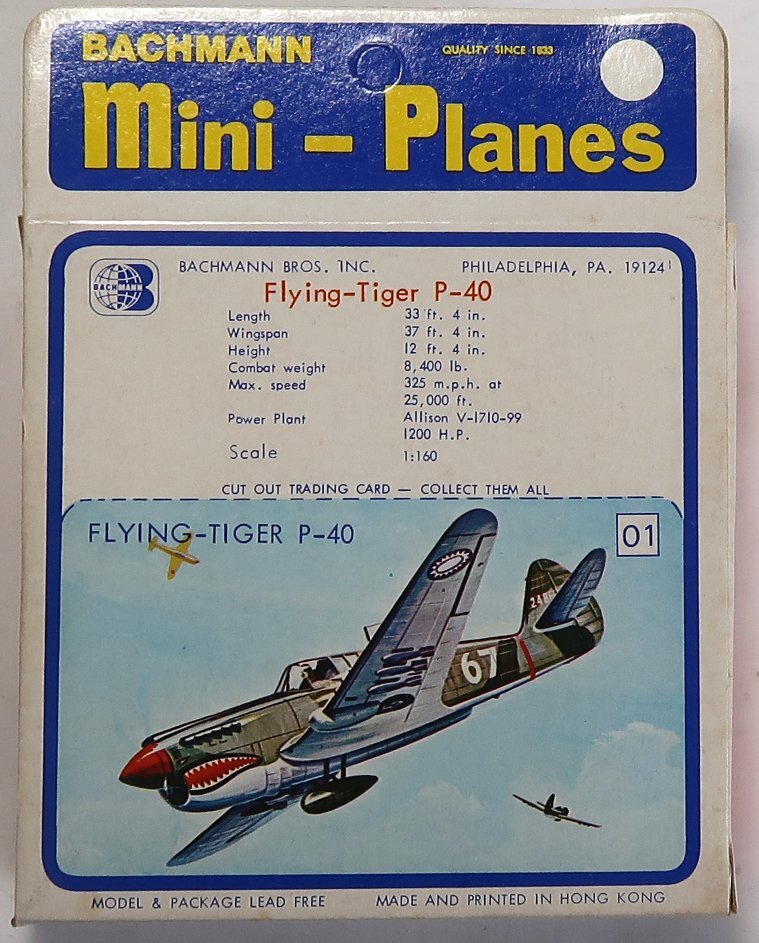 BACHMANN
QUALITY SINCE 1833
Mini - Planes
BACHMANN
BACHMANN BROS. INC. PHILADELPHIA, PA. 19124
Flying-Tiger P-40
Length 33 ft. 4 in.
Wingspan 37 ft. 4 in.
Height 12 ft. 4 in.
Combat weight 8,400 lb.
Max. speed 325 m.p.h. at
25,000 ft.
Power Plant Allison V-1710-99
1200 H.P.
Scale 1:160
CUT OUT TRADING CARD — COLLECT THEM ALL
FLYING-TIGER P-40 01
67
MODEL & PACKAGE LEAD FREE MADE AND PRINTED IN HONG KONG